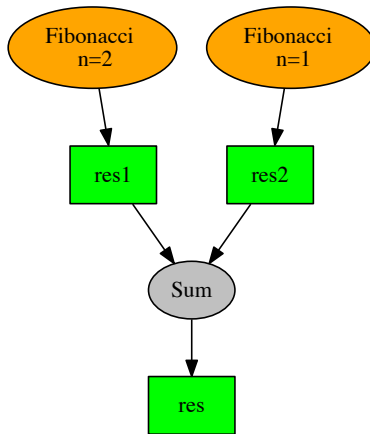 Fibonacci
n=2
Fibonacci
n=1
res1
res2
Sum
res